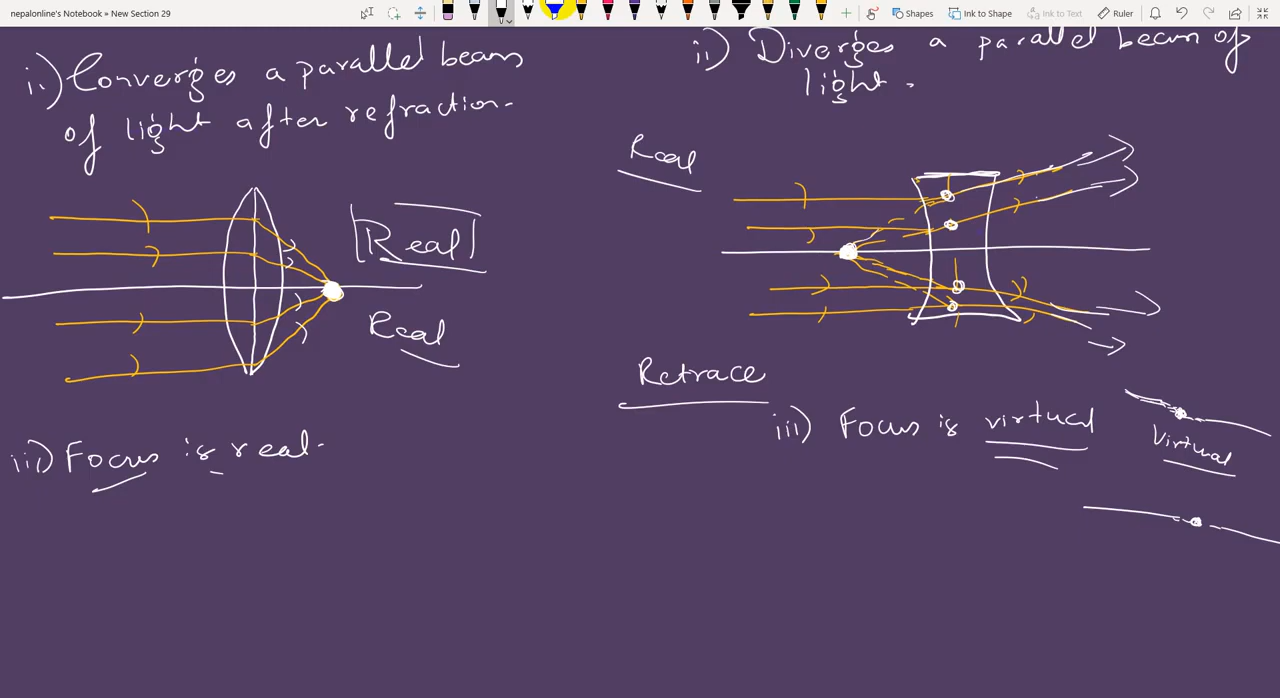 nepalonline's Notebook » New Section 29
Shapes
Ink to Shape
Ink to Text
Ruler
i.) Converges a parallel beam
of light after refraction.
Real
Real
iii) Focus is real.
ii) Diverges a parallel beam of
light.
Real
Retrace
iii) Focus is virtual
Virtual